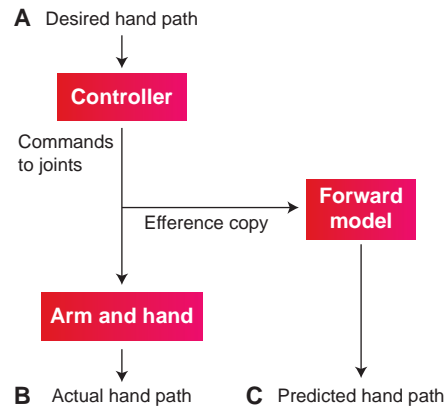 A Desired hand path
Controller
Commands
to joints
Efference copy
Forward
model
Arm and hand
B Actual hand path
C Predicted hand path